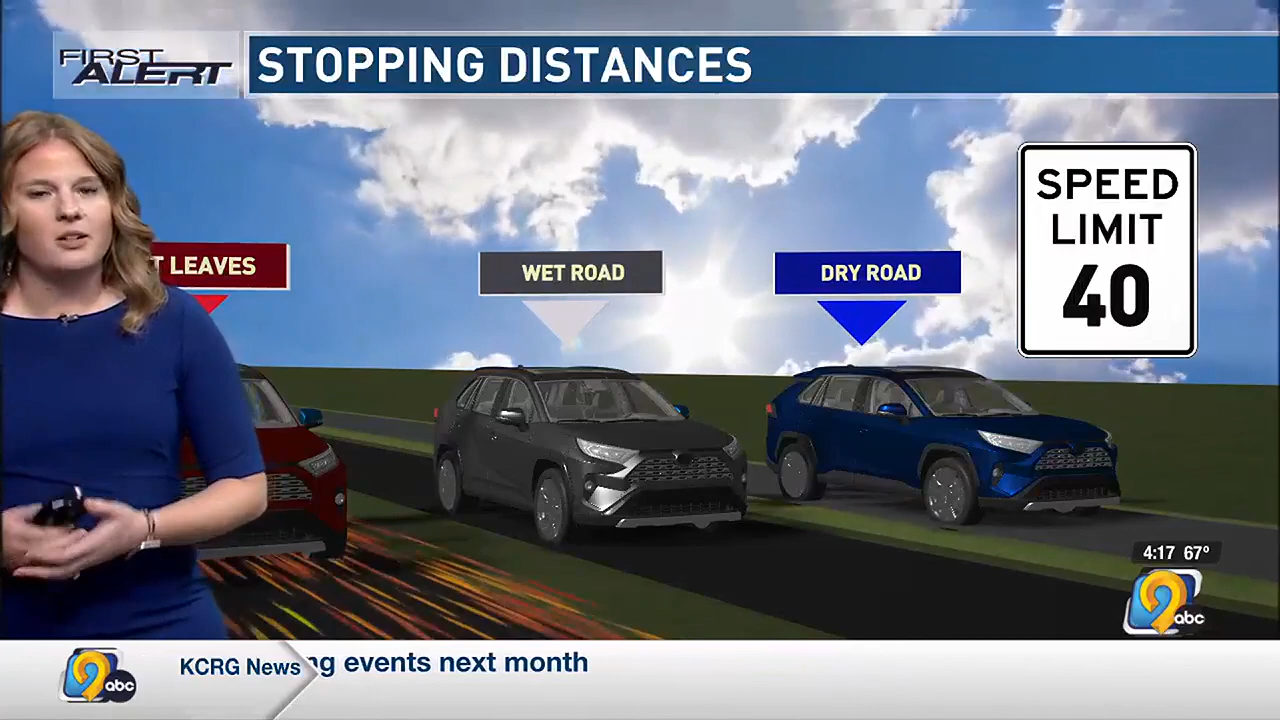 FIRST
ALERT
STOPPING DISTANCES
SPEED
LIMIT
40
LEAVES
WET ROAD
DRY ROAD
4:17 67°
9
abc
9
abc
KCRG News
events next month